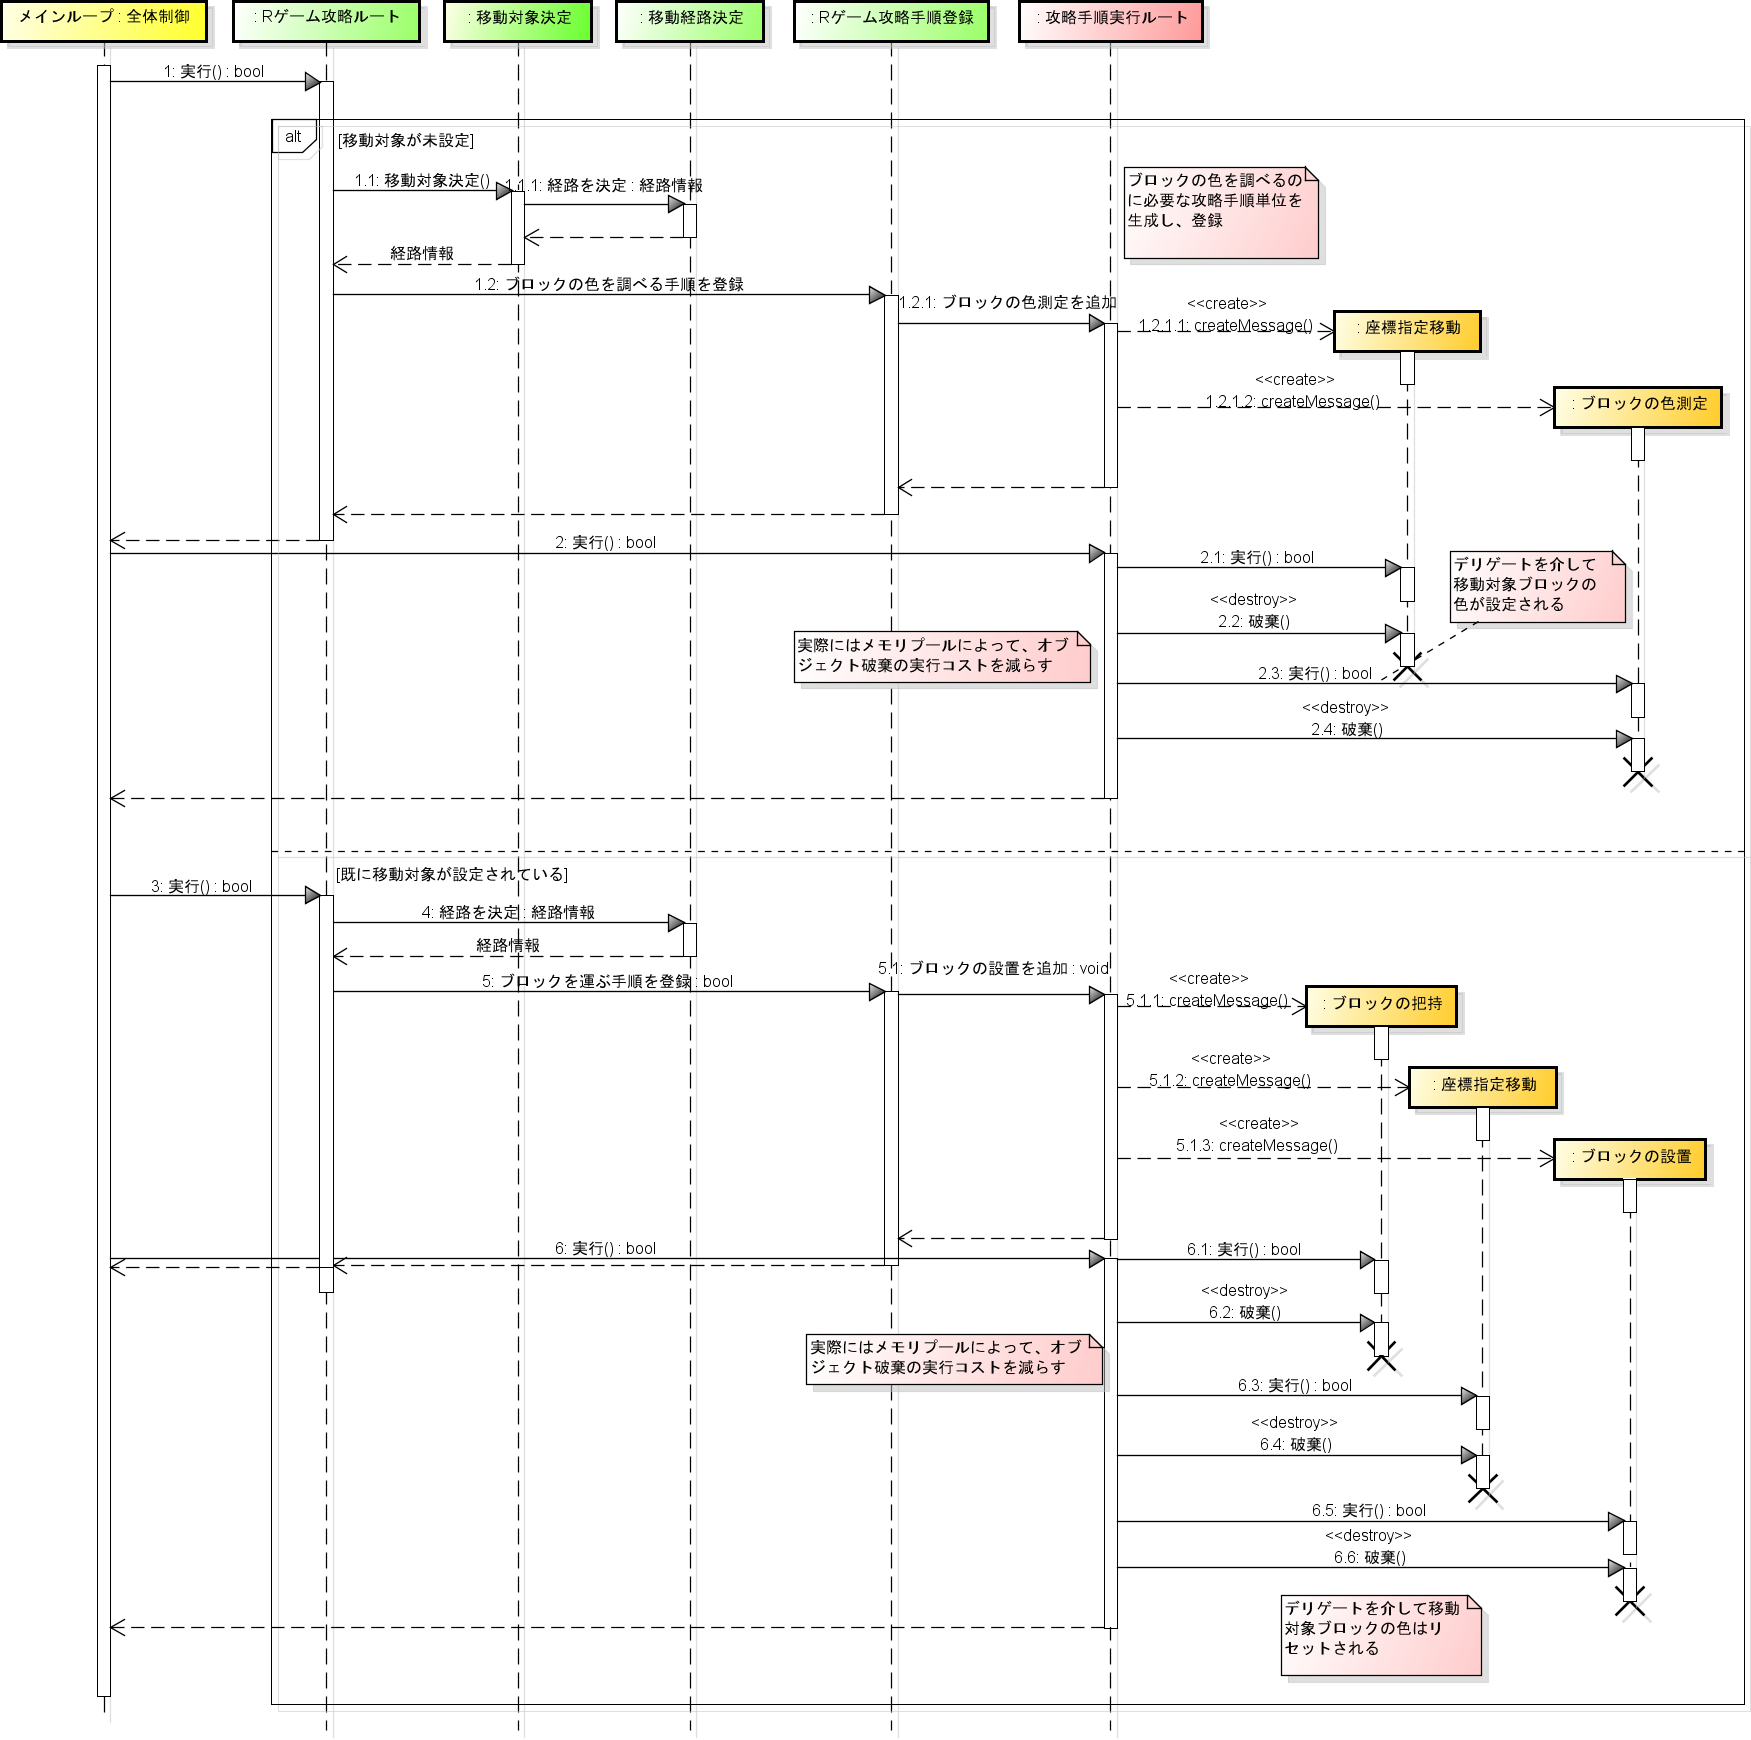 メインループ : 全体制御
: Rゲーム攻略ルート
: 移動対象決定
: 移動経路決定
: Rゲーム攻略手順登録
: 攻略手順実行ルート
1: 実行() : bool
alt
[移動対象が未設定]
1.1: 移動対象決定()
1.1.1: 経路を決定 : 経路情報
ブロックの色を調べるの
に必要な攻略手順単位を
生成し、登録
経路情報
1.2: ブロックの色を調べる手順を登録
1.2.1: ブロックの色測定を追加
<<create>>
1.2.1.1: createMessage()
: 座標指定移動
<<create>>
1.2.1.2: createMessage()
: ブロックの色測定
2: 実行() : bool
2.1: 実行() : bool
デリゲートを介して
移動対象ブロックの
色が設定される
<<destroy>>
2.2: 破棄()
実際にはメモリプールによって、オブ
ジェクト破棄の実行コストを減らす
2.3: 実行() : bool
<<destroy>>
2.4: 破棄()
[既に移動対象が設定されている]
3: 実行() : bool
4: 経路を決定 : 経路情報
経路情報
5: ブロックを運ぶ手順を登録 : bool
5.1: ブロックの設置を追加 : void
<<create>>
5.1.1: createMessage()
: ブロックの把持
<<create>>
5.1.2: createMessage()
: 座標指定移動
<<create>>
5.1.3: createMessage()
: ブロックの設置
6: 実行() : bool
6.1: 実行() : bool
<<destroy>>
6.2: 破棄()
実際にはメモリプールによって、オブ
ジェクト破棄の実行コストを減らす
6.3: 実行() : bool
<<destroy>>
6.4: 破棄()
6.5: 実行() : bool
<<destroy>>
6.6: 破棄()
デリゲートを介して移動
対象ブロックの色はリ
セットされる